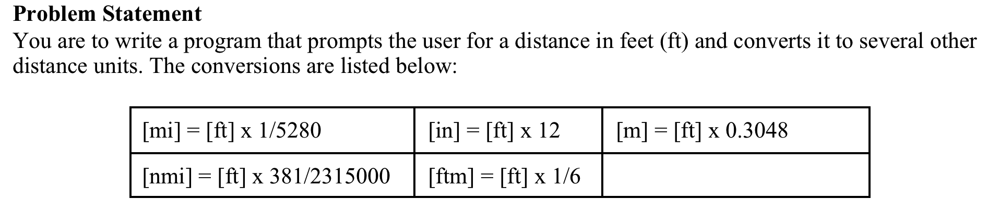 Problem Statement
You are to write a program that prompts the user for a distance in feet (ft) and converts it to several other
distance units. The conversions are listed below:
[mi] = [ft] x 1/5280
[in] = [ft] x 12
[m] = [ft] x 0.3048
[nmi] = [ft] x 381/2315000
[ftm] = [ft] x 1/6